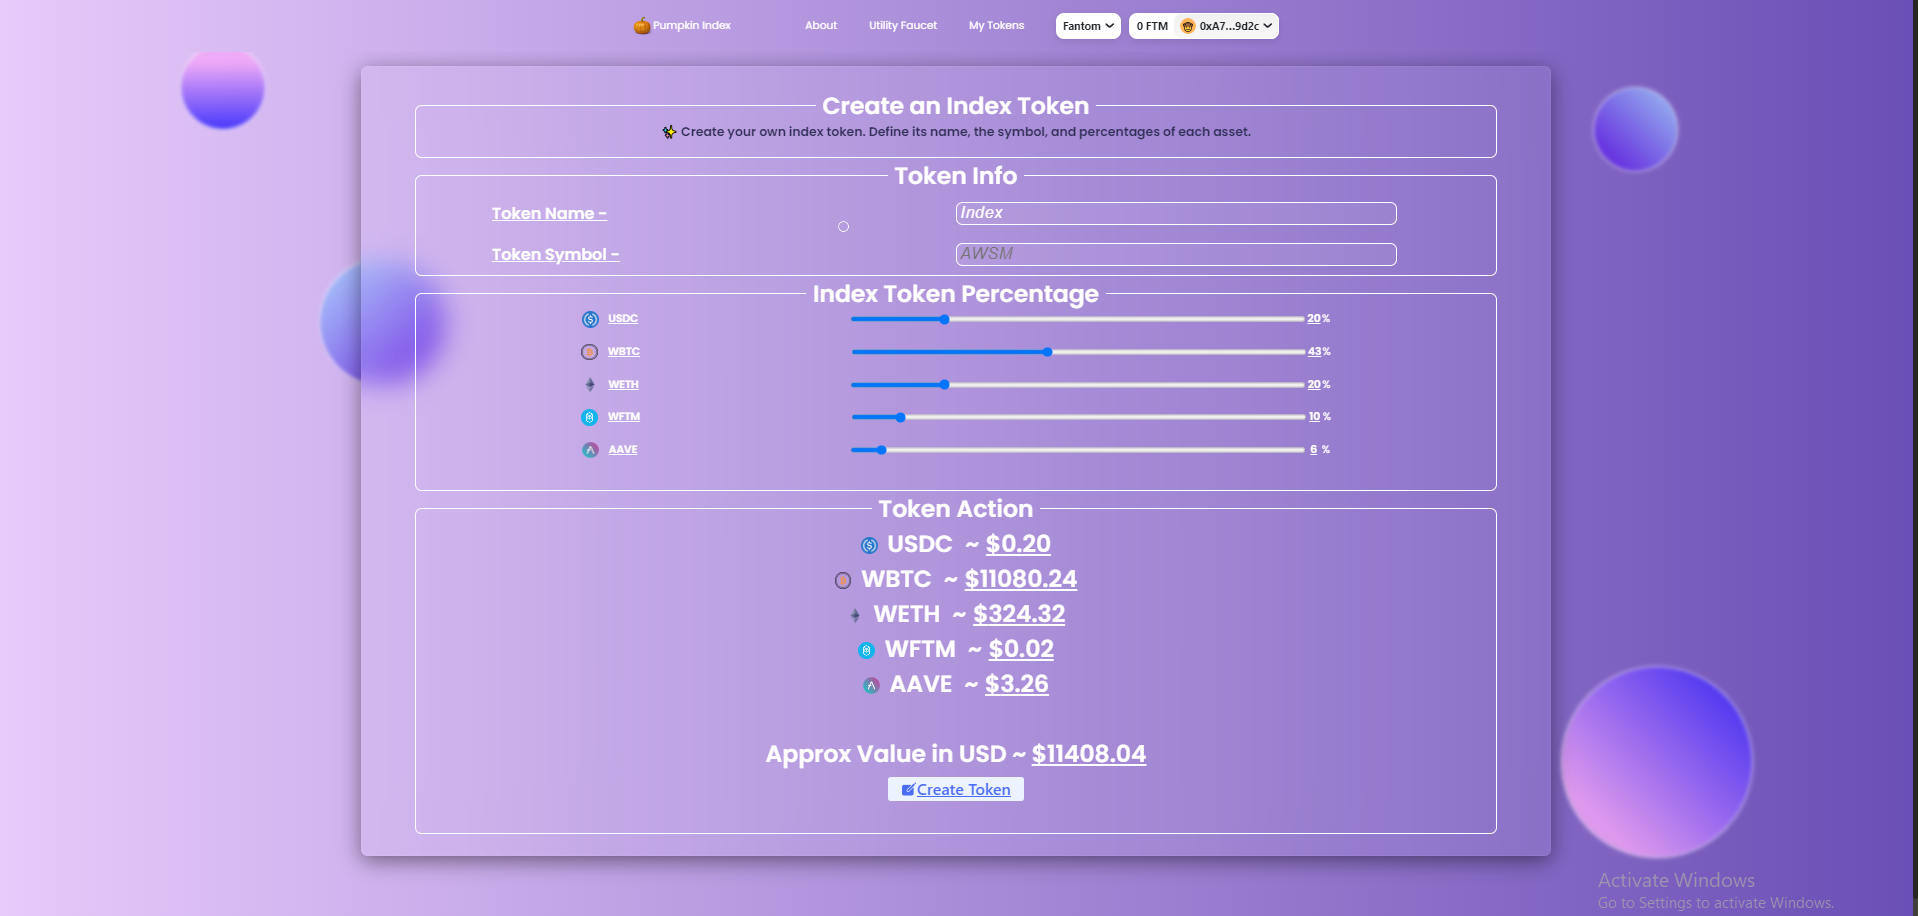 Pumpkin Index About Utility Faucet My Tokens Fantom 0 FTM 0xA7...9d2c
Create an Index Token
✨ Create your own index token. Define its name, the symbol, and percentages of each asset.
Token Info
Token Name - Index
Token Symbol - AWSM
Index Token Percentage
USDC 20%
WBTC 43%
WETH 20%
WFTM 10 %
AAVE 6 %
Token Action
USDC ~ $0.20
WBTC ~ $11080.24
WETH ~ $324.32
WFTM ~ $0.02
AAVE ~ $3.26
Approx Value in USD ~ $11408.04
Create Token
Activate Windows
Go to Settings to activate Windows.